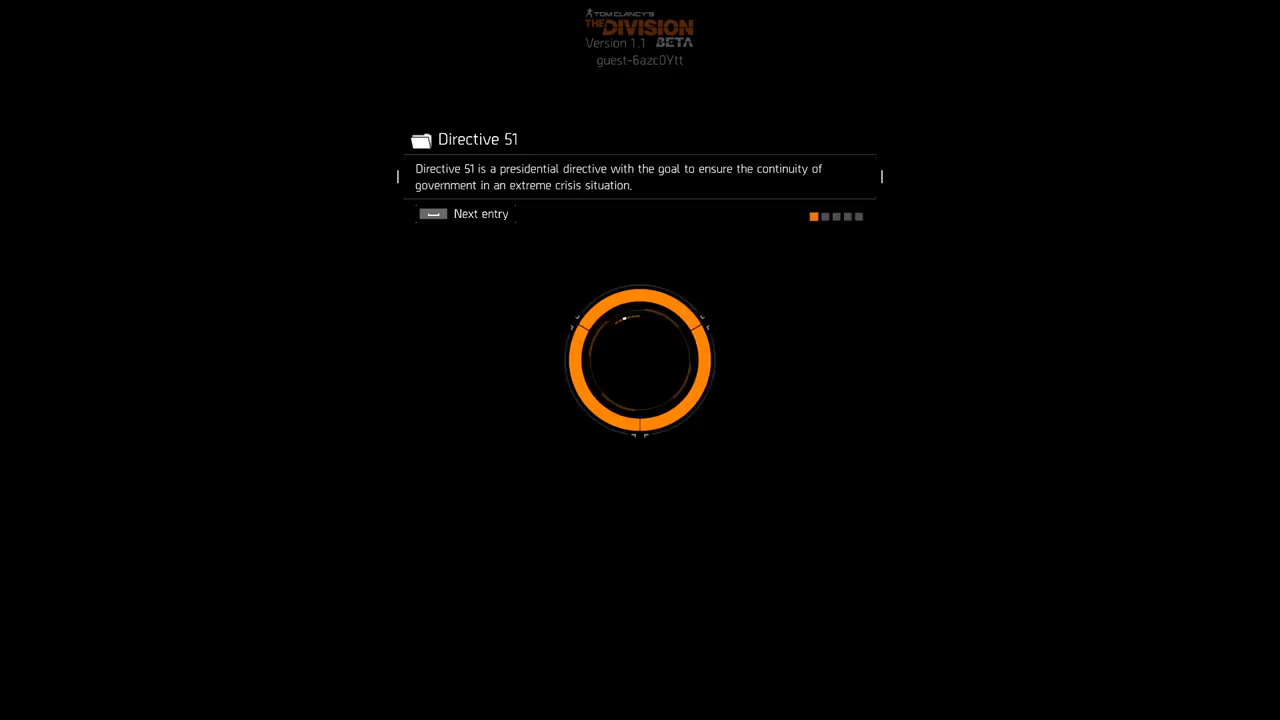 TOM CLANCY'S
THE DIVISION
Version 1.1 BETA
guest-6azc0Ytt
Directive 51
Directive 51 is a presidential directive with the goal to ensure the continuity of
government in an extreme crisis situation.
Next entry